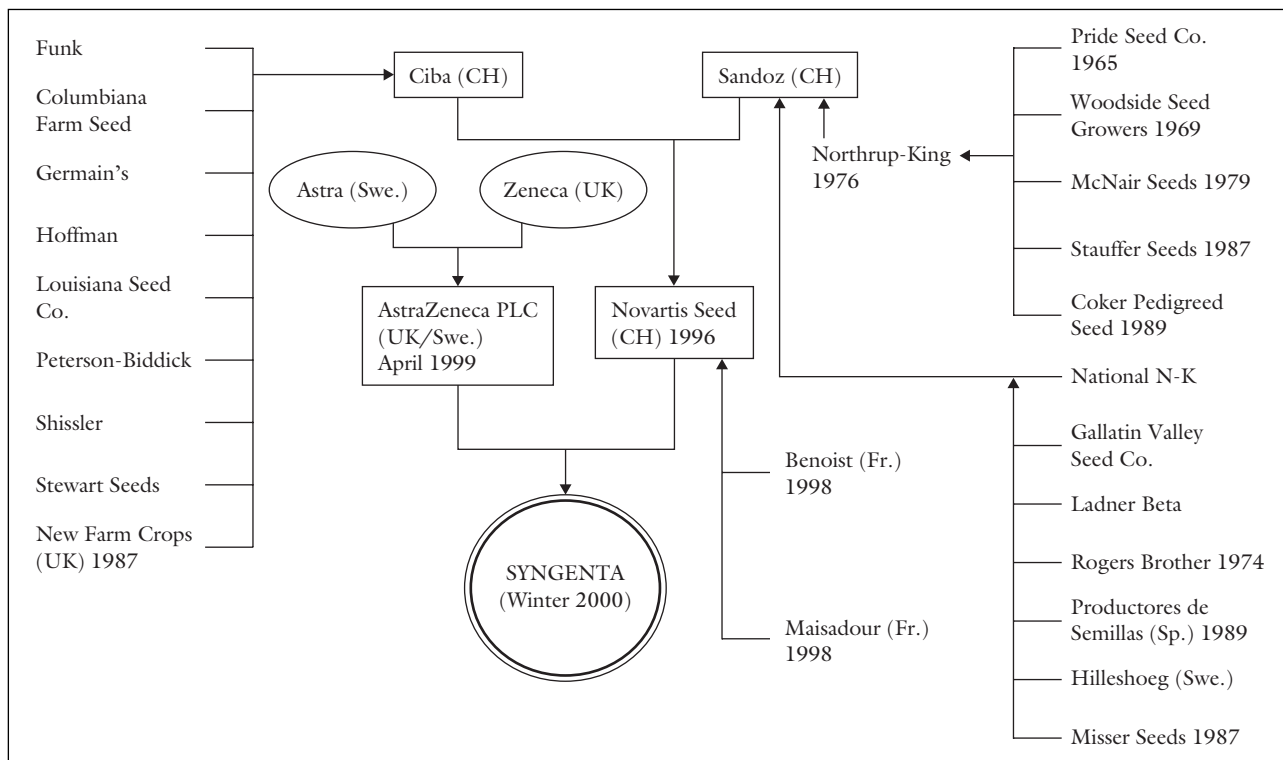 Funk
Columbiana
Farm Seed
Germain's
Hoffman
Louisiana Seed
Co.
Peterson-Biddick
Shissler
Stewart Seeds
New Farm Crops
(UK) 1987
Ciba (CH)
Sandoz (CH)
Astra (Swe.)
Zeneca (UK)
AstraZeneca PLC
(UK/Swe.)
April 1999
Novartis Seed
(CH) 1996
SYNGENTA
(Winter 2000)
Benoist (Fr.)
1998
Maisadour (Fr.)
1998
Northrup-King
1976
Pride Seed Co.
1965
Woodside Seed
Growers 1969
McNair Seeds 1979
Stauffer Seeds 1987
Coker Pedigreed
Seed 1989
National N-K
Gallatin Valley
Seed Co.
Ladner Beta
Rogers Brother 1974
Productores de
Semillas (Sp.) 1989
Hilleshoeg (Swe.)
Misser Seeds 1987